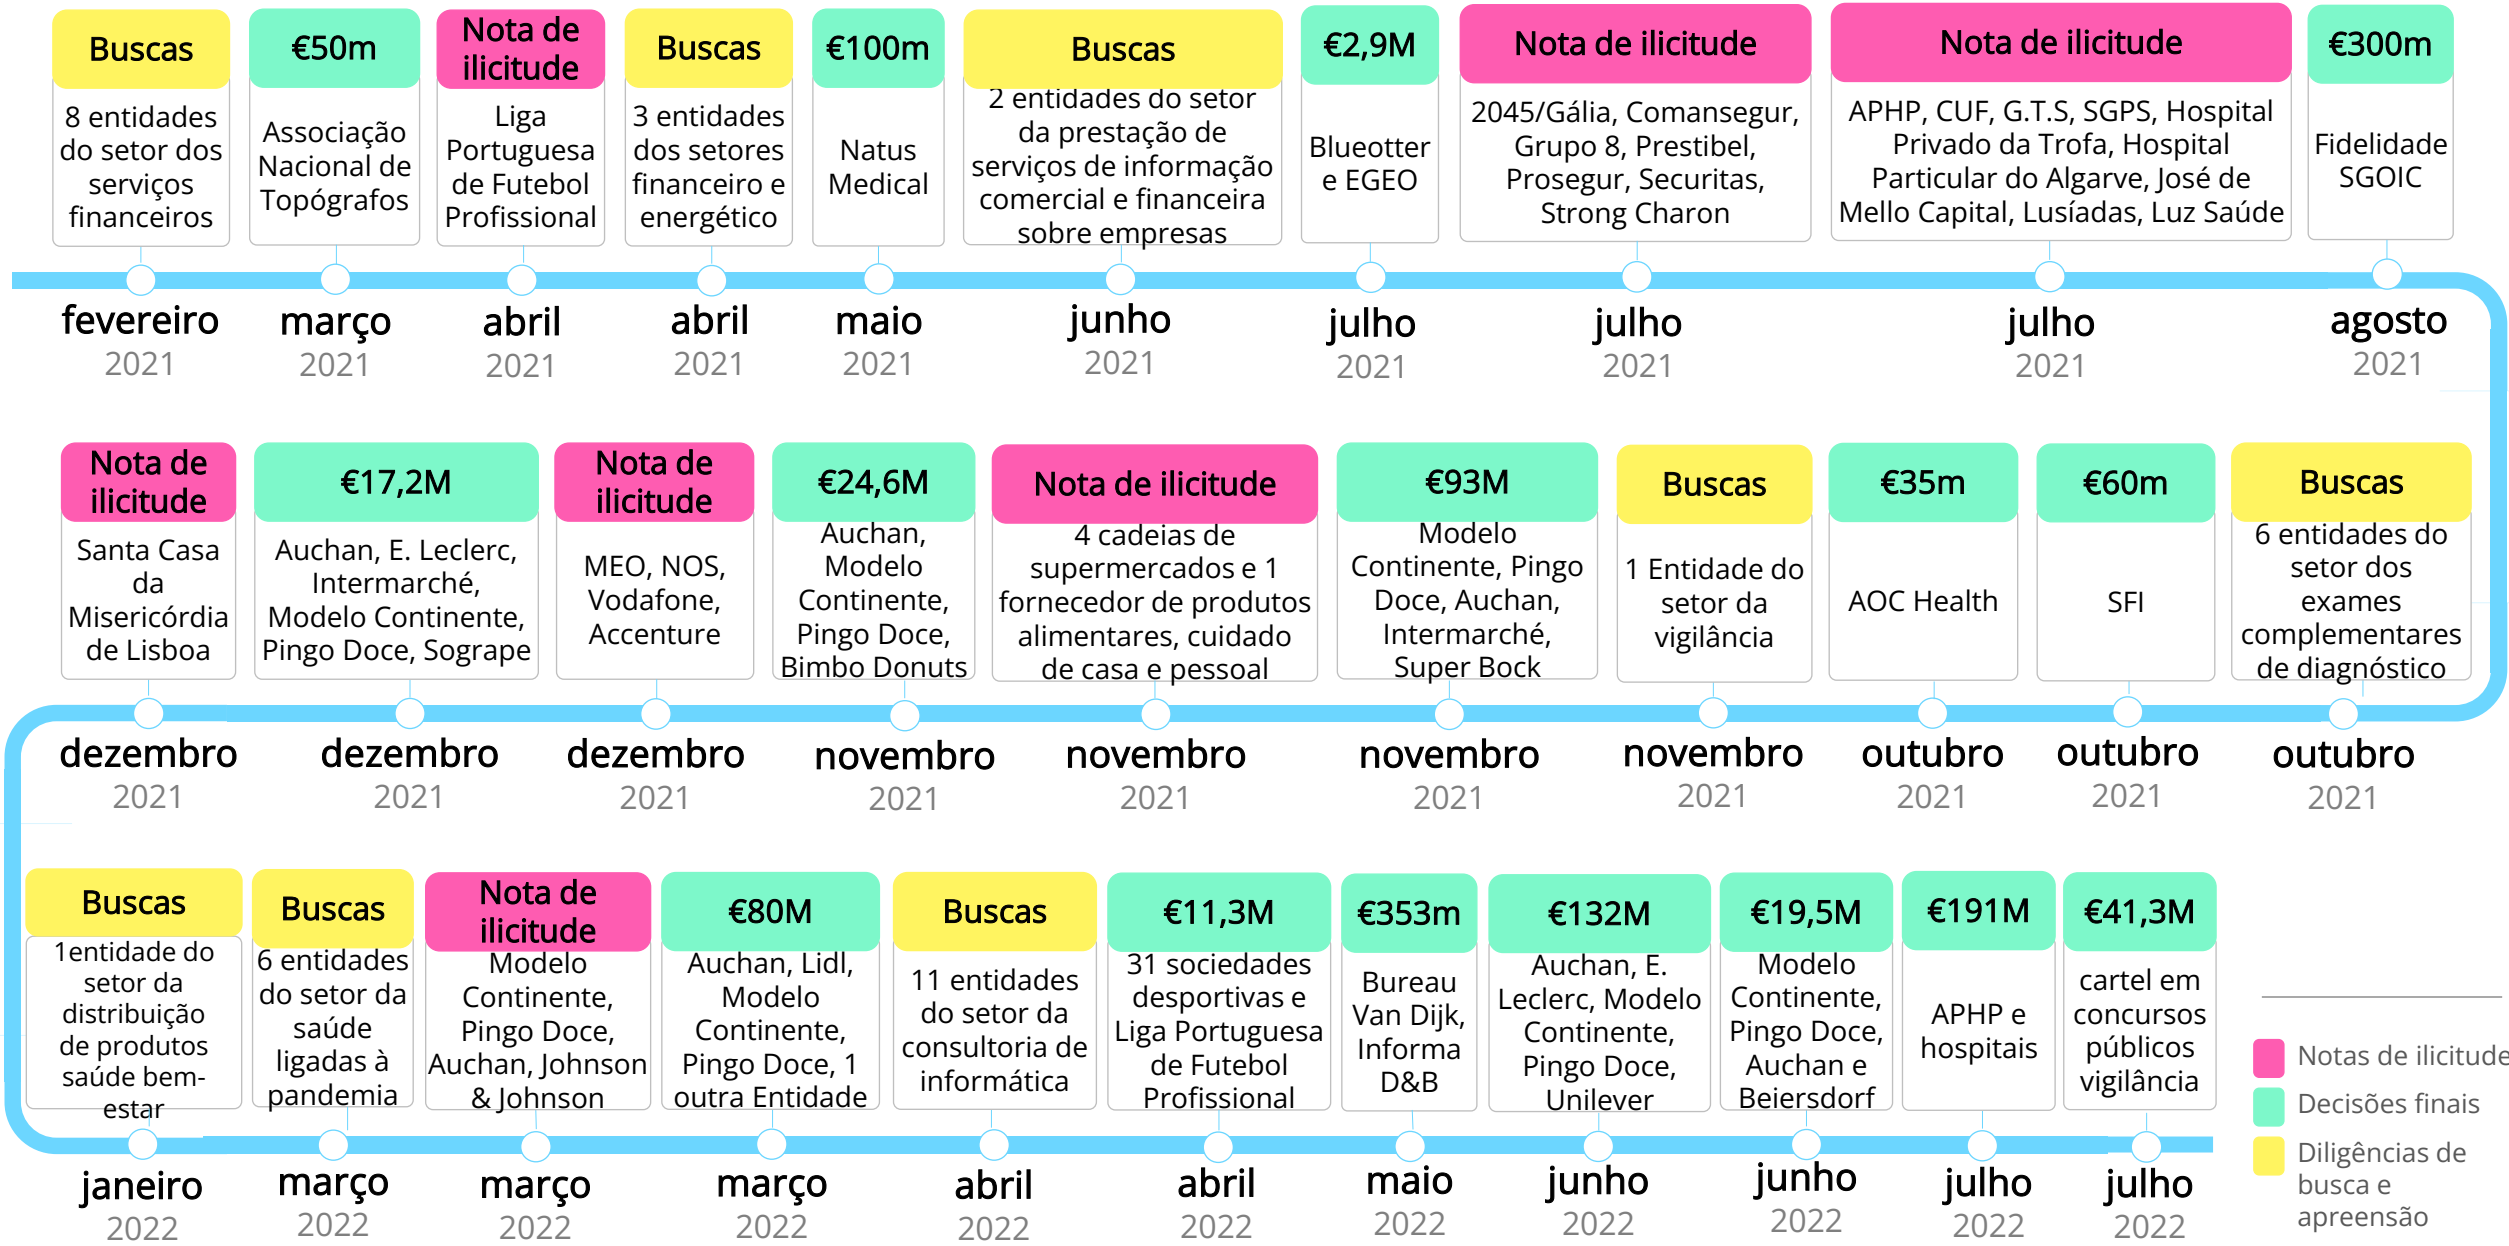 Buscas
8 entidades
do setor dos
serviços
financeiros
fevereiro
2021
€50m
Associação
Nacional de
Topógrafos
março
2021
Nota de
ilicitude
Liga
Portuguesa
de Futebol
Profissional
abril
2021
Buscas
3 entidades
dos setores
financeiro e
energético
abril
2021
€100m
Natus
Medical
maio
2021
Buscas
2 entidades do setor
da prestação de
serviços de informação
comercial e financeira
sobre empresas
junho
2021
€2,9M
Blueotter
e EGEO
julho
2021
Nota de ilicitude
2045/Gália, Comansegur,
Grupo 8, Prestibel,
Prosegur, Securitas,
Strong Charon
julho
2021
Nota de ilicitude
APHP, CUF, G.T.S, SGPS, Hospital
Privado da Trofa, Hospital
Particular do Algarve, José de
Mello Capital, Lusíadas, Luz Saúde
julho
2021
€300m
Fidelidade
SGOIC
agosto
2021
Nota de
ilicitude
Santa Casa
da
Misericórdia
de Lisboa
dezembro
2021
€17,2M
Auchan, E. Leclerc,
Intermarché,
Modelo Continente,
Pingo Doce, Sogrape
dezembro
2021
Nota de
ilicitude
MEO, NOS,
Vodafone,
Accenture
dezembro
2021
€24,6M
Auchan,
Modelo
Continente,
Pingo Doce,
Bimbo Donuts
novembro
2021
Nota de ilicitude
4 cadeias de
supermercados e 1
fornecedor de produtos
alimentares, cuidado
de casa e pessoal
novembro
2021
€93M
Modelo
Continente, Pingo
Doce, Auchan,
Intermarché,
Super Bock
novembro
2021
Buscas
1 Entidade do
setor da
vigilância
novembro
2021
€35m
AOC Health
outubro
2021
€60m
SFI
outubro
2021
Buscas
6 entidades do
setor dos
exames
complementares
de diagnóstico
outubro
2021
Buscas
1entidade do
setor da
distribuição
de produtos
saúde bem-
estar
janeiro
2022
Buscas
6 entidades
do setor da
saúde
ligadas à
pandemia
março
2022
Nota de
ilicitude
Modelo
Continente,
Pingo Doce,
Auchan, Johnson
& Johnson
março
2022
€80M
Auchan, Lidl,
Modelo
Continente,
Pingo Doce, 1
outra Entidade
março
2022
Buscas
11 entidades
do setor da
consultoria de
informática
abril
2022
€11,3M
31 sociedades
desportivas e
Liga Portuguesa
de Futebol
Profissional
abril
2022
€353m
Bureau
Van Dijk,
Informa
D&B
maio
2022
€132M
Auchan, E.
Leclerc, Modelo
Continente,
Pingo Doce,
Unilever
junho
2022
€19,5M
Modelo
Continente,
Pingo Doce,
Auchan e
Beiersdorf
junho
2022
€191M
APHP e
hospitais
julho
2022
€41,3M
cartel em
concursos
públicos
vigilância
julho
2022
Notas de ilicitude
Decisões finais
Diligências de
busca e
apreensão